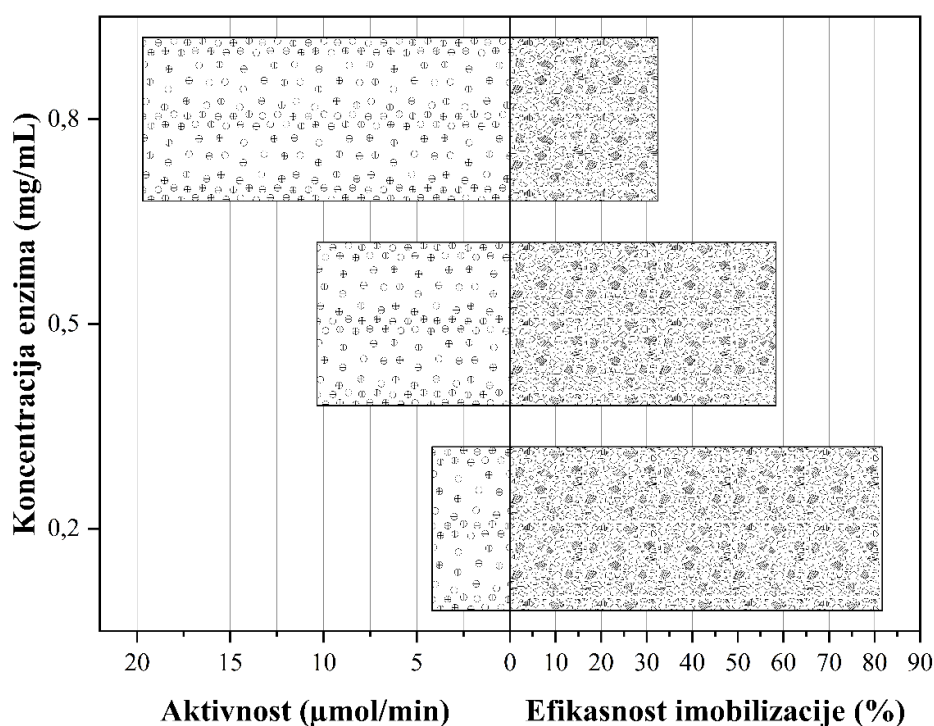 Koncentracija enzima (mg/mL)
0,8
0,5
0,2
20 15 10 5 0 10 20 30 40 50 60 70 80 90
Aktivnost (µmol/min) Efikasnost imobilizacije (%)